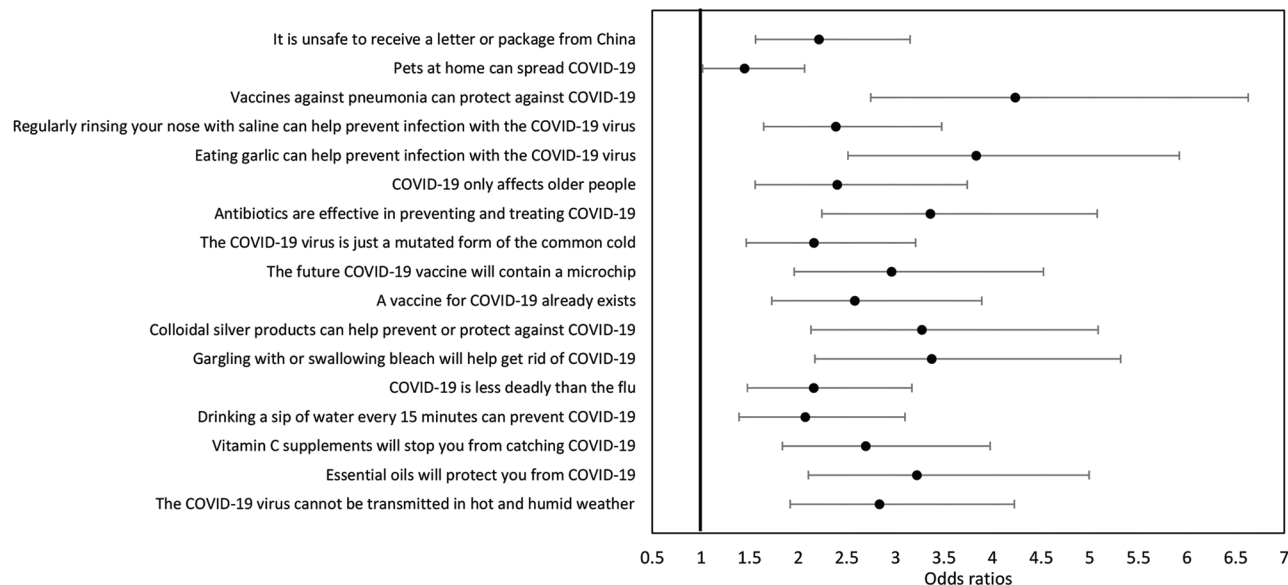 It is unsafe to receive a letter or package from China
Pets at home can spread COVID-19
Vaccines against pneumonia can protect against COVID-19
Regularly rinsing your nose with saline can help prevent infection with the COVID-19 virus
Eating garlic can help prevent infection with the COVID-19 virus
COVID-19 only affects older people
Antibiotics are effective in preventing and treating COVID-19
The COVID-19 virus is just a mutated form of the common cold
The future COVID-19 vaccine will contain a microchip
A vaccine for COVID-19 already exists
Colloidal silver products can help prevent or protect against COVID-19
Gargling with or swallowing bleach will help get rid of COVID-19
COVID-19 is less deadly than the flu
Drinking a sip of water every 15 minutes can prevent COVID-19
Vitamin C supplements will stop you from catching COVID-19
Essential oils will protect you from COVID-19
The COVID-19 virus cannot be transmitted in hot and humid weather
0.5 1 1.5 2 2.5 3 3.5 4 4.5 5 5.5 6 6.5 7
Odds ratios